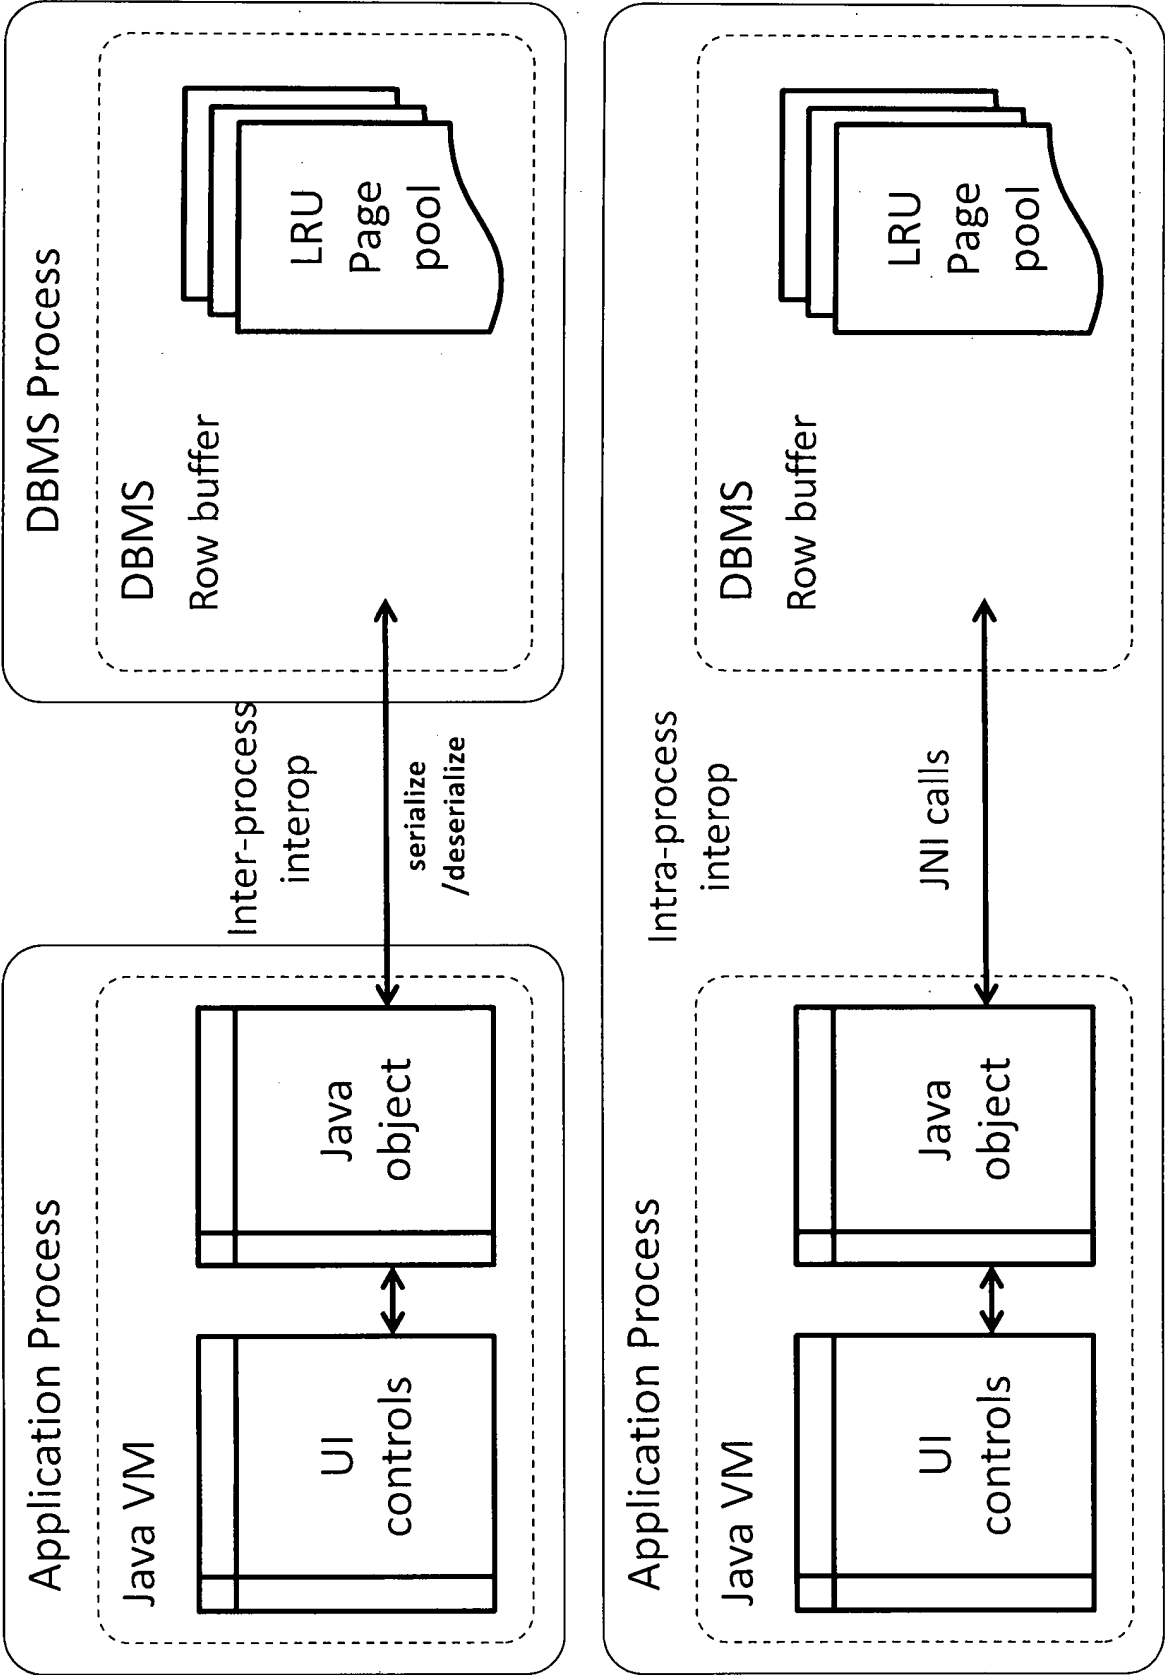 Application Process
Java VM
UI
controls
Java
object
Inter-process
interop
serialize
/deserialize
DBMS Process
DBMS
Row buffer
LRU
Page
pool
Application Process
Java VM
UI
controls
Java
object
Intra-process
interop
JNI calls
DBMS
Row buffer
LRU
Page
pool